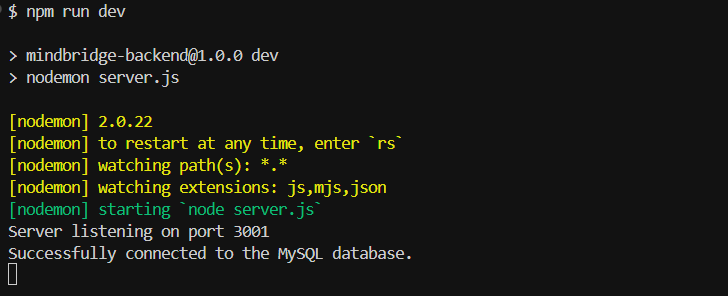 $ npm run dev
> mindbridge-backend@1.0.0 dev
> nodemon server.js
[nodemon] 2.0.22
[nodemon] to restart at any time, enter `rs`
[nodemon] watching path(s): *.*
[nodemon] watching extensions: js,mjs,json
[nodemon] starting `node server.js`
Server listening on port 3001
Successfully connected to the MySQL database.